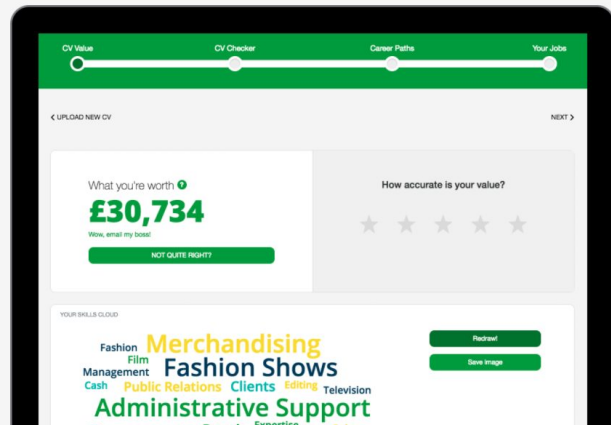 CV Value CV Checker Career Paths Your Jobs
< UPLOAD NEW CV NEXT >
What you're worth ?
£30,734
Wow, email my boss!
NOT QUITE RIGHT?
How accurate is your value?
YOUR SKILLS CLOUD
Fashion Merchandising
Film
Management Fashion Shows
Cash Public Relations Clients Editing Television
Administrative Support
Expertise
Redraw!
Save image